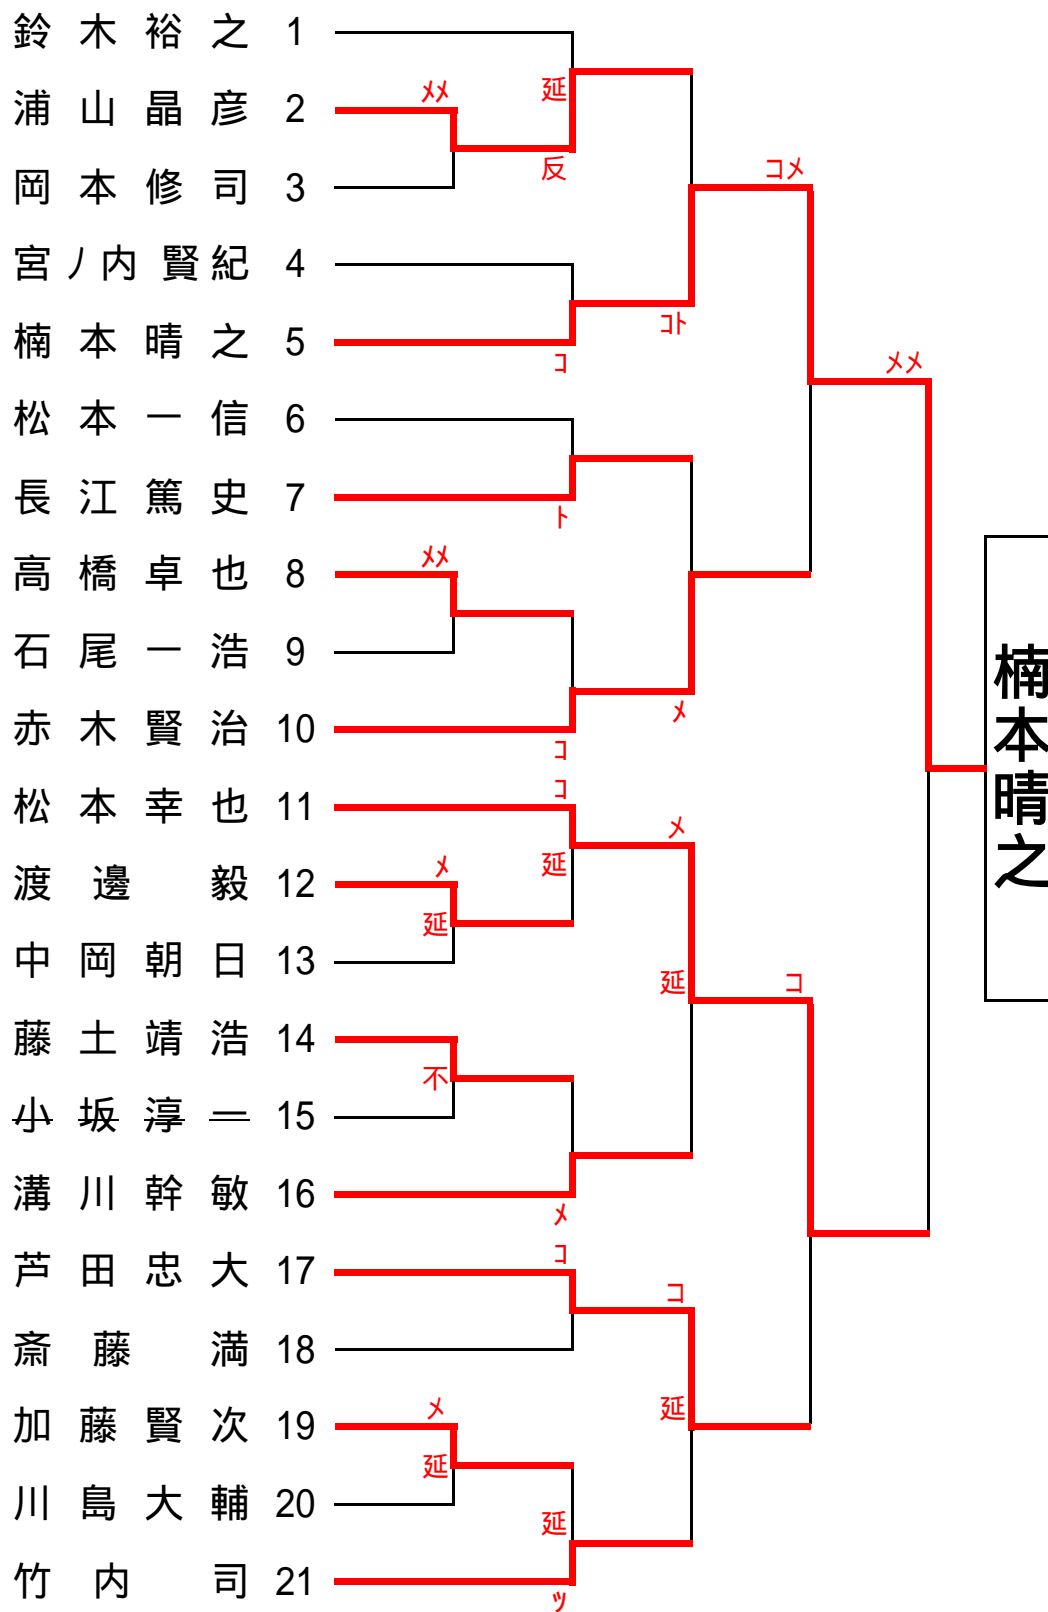 鈴木裕之 1
延
浦山晶彦 2
メメ
反
岡本修司 3
コメ
宮ノ内賢紀 4
コト
楠本晴之 5
コ
メメ
松本一信 6
長江篤史 7
ト
高橋卓也 8
メメ
石尾一浩 9
メ
赤木賢治 10
コ
コ
松本幸也 11
メ
延
渡邊毅 12
メ
延
中岡朝日 13
延
コ
藤土靖浩 14
不
小坂淳一 15
溝川幹敏 16
メ
コ
芦田忠大 17
コ
斎藤満 18
延
加藤賢次 19
メ
延
川島大輔 20
延
竹内司 21
ツ
楠本晴之